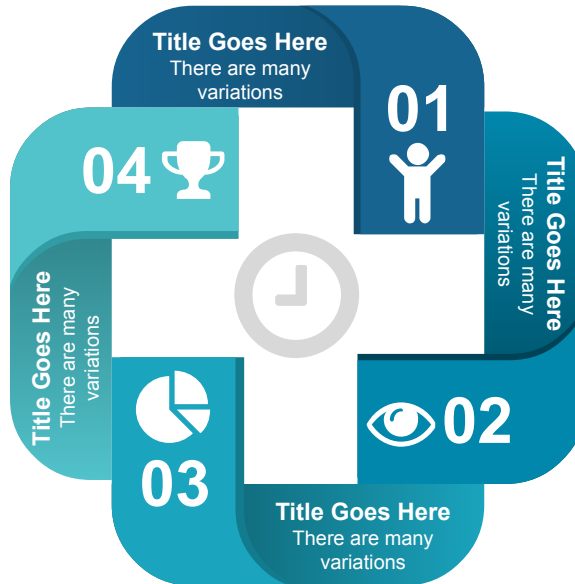 Title Goes Here
There are many
variations
01
Title Goes Here
There are many
variations
02
Title Goes Here
There are many
variations
03
Title Goes Here
There are many
variations
04